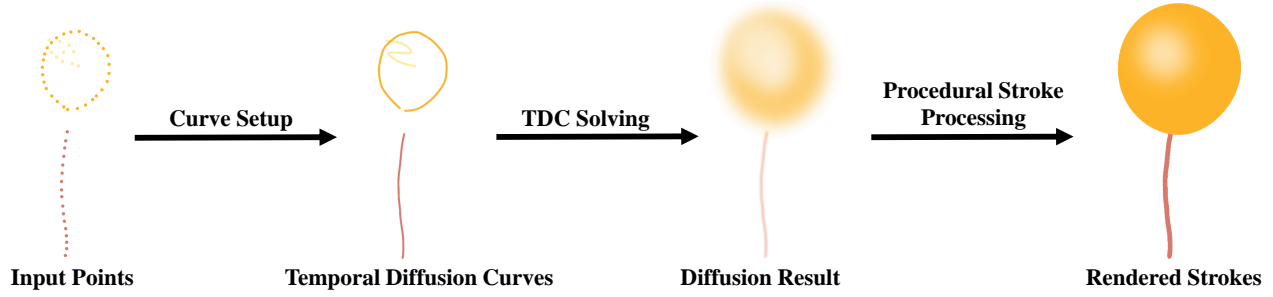 Curve Setup
TDC Solving
Procedural Stroke
Processing
Input Points
Temporal Diffusion Curves
Diffusion Result
Rendered Strokes